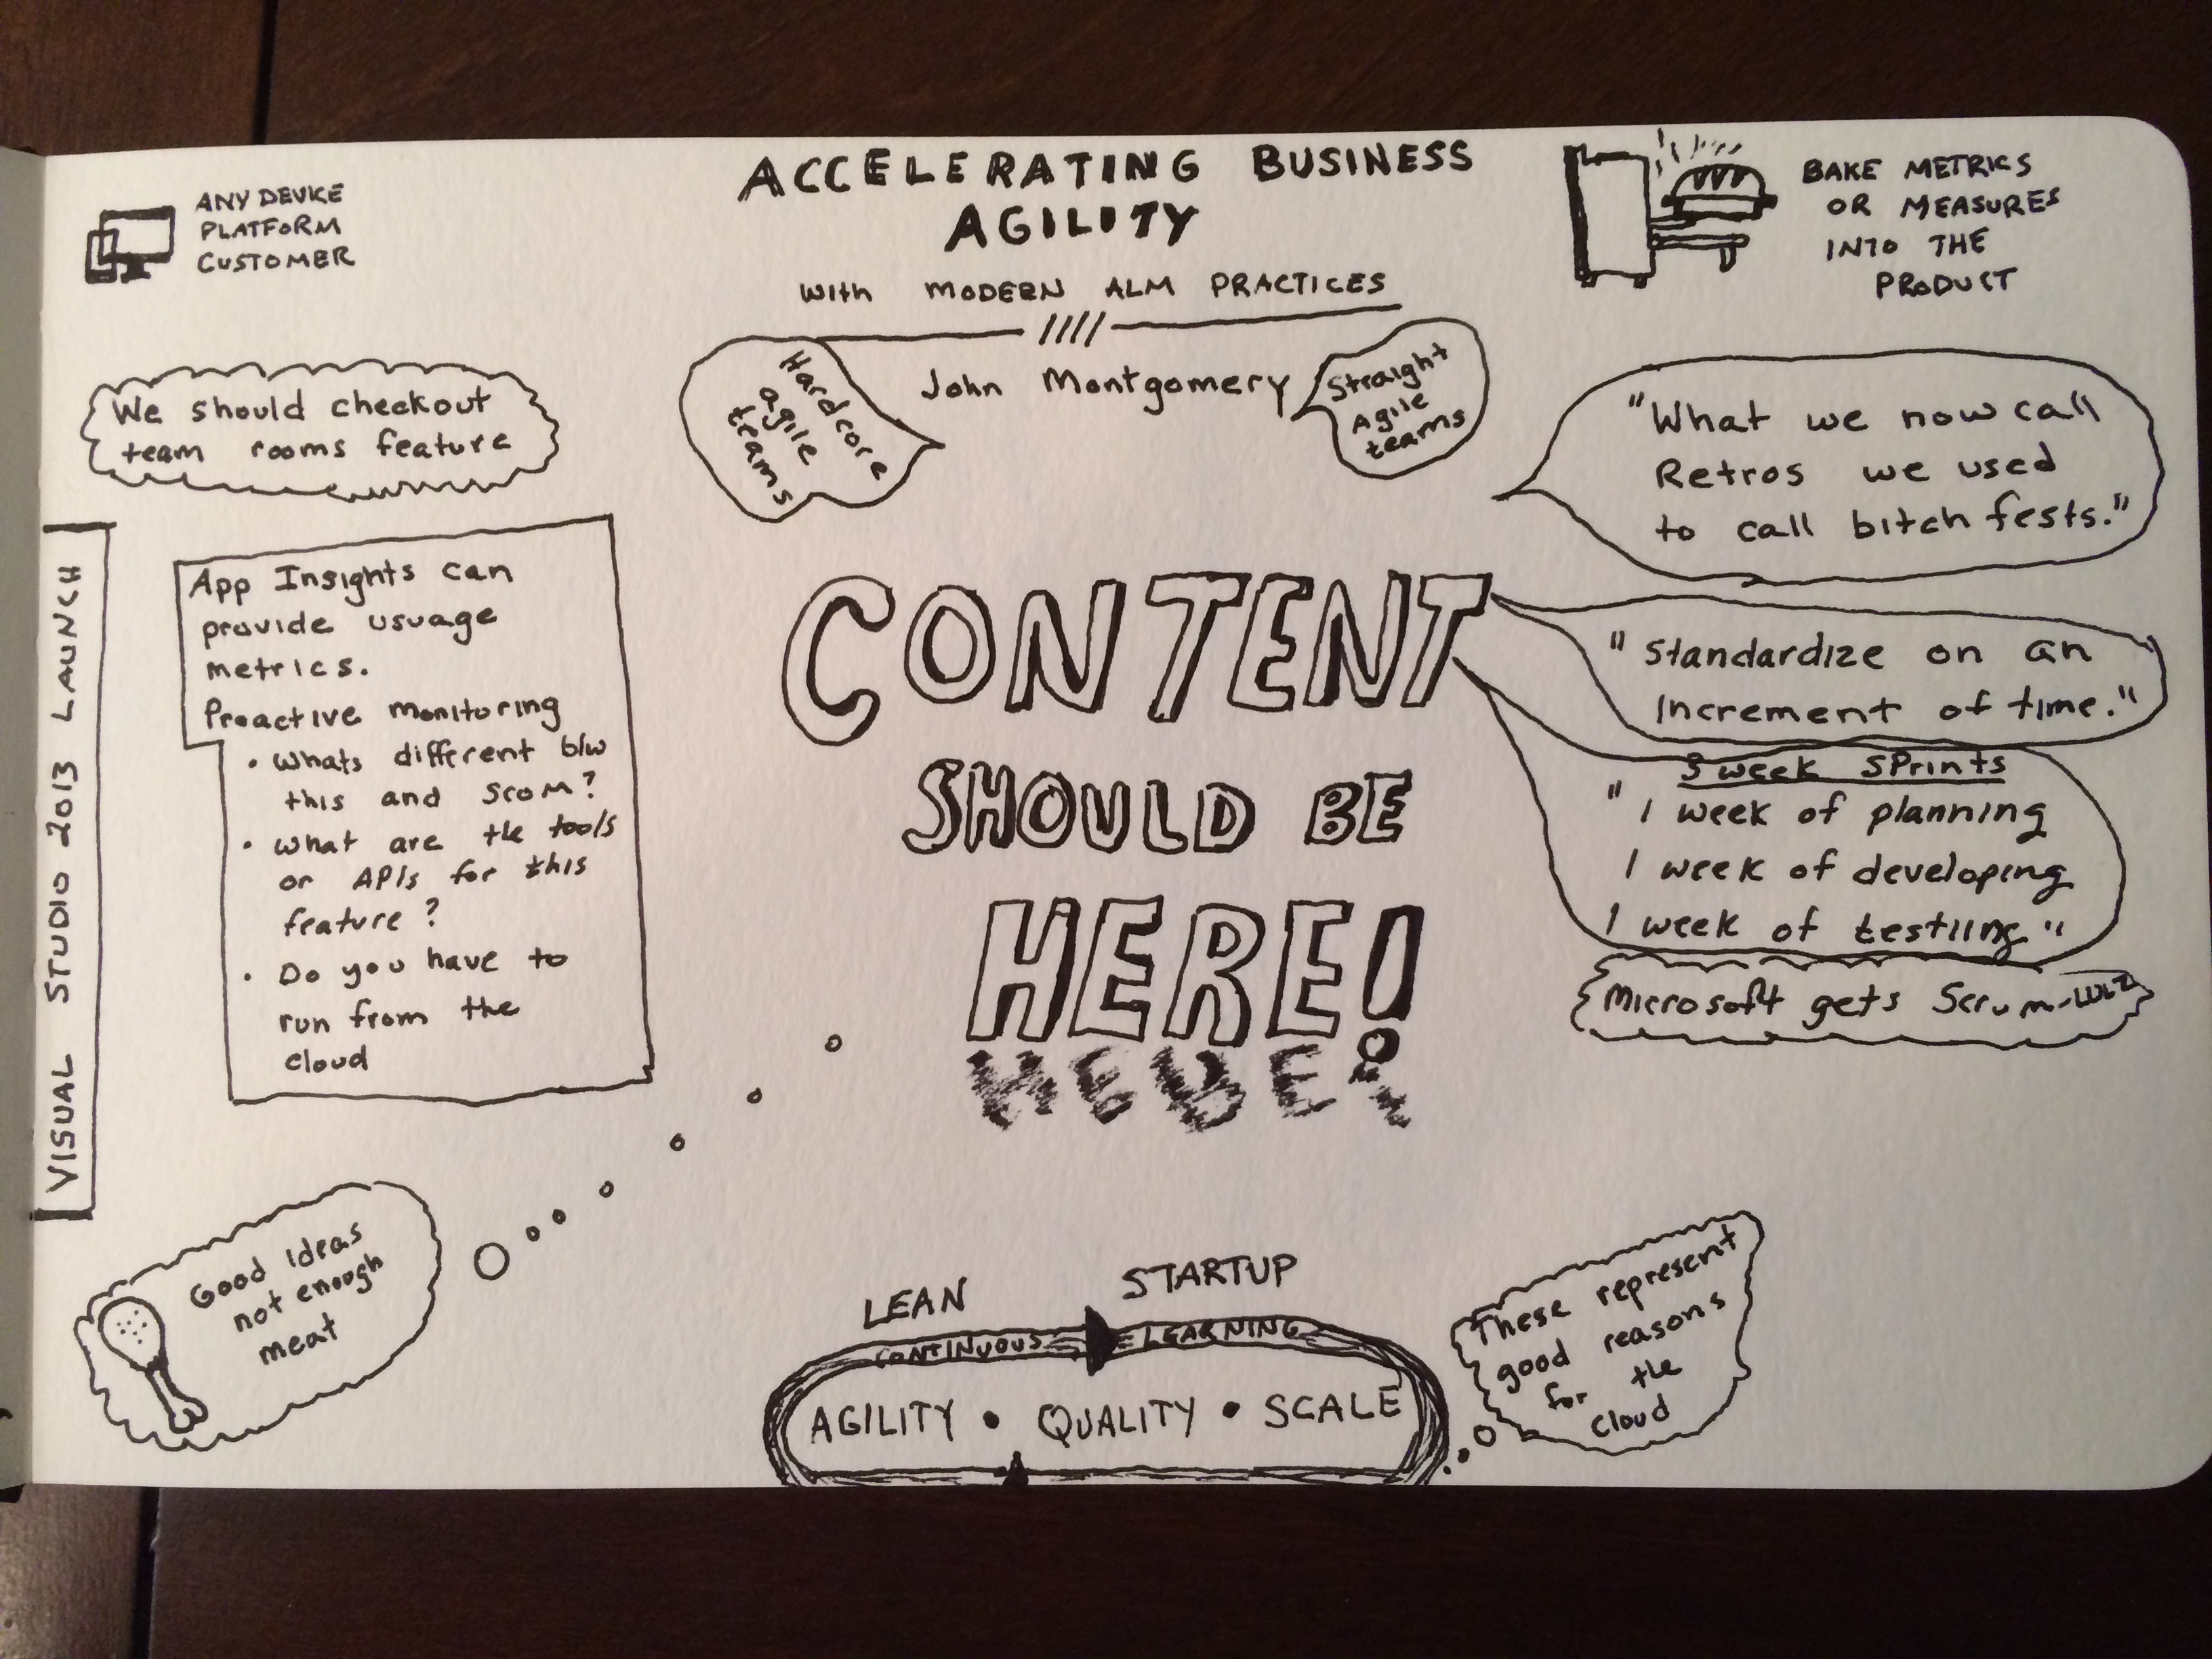 VISUAL STUDIO 2013 LAUNCH
ANY DEVICE
PLATFORM
CUSTOMER
We should checkout
team rooms feature
App Insights can
provide usuage
metrics.
Proactive monitoring
• Whats different b/w
this and Scom?
• What are the tools
or APIs for this
feature?
• Do you have to
run from the
cloud
Good ideas
not enough
meat
ACCELERATING BUSINESS
AGILITY
with MODERN ALM PRACTICES
John Montgomery
Hard core
agile
teams
Straight
Agile
teams
CONTENT
SHOULD BE
HERE!
LEAN STARTUP
CONTINUOUS LEARNING
AGILITY • QUALITY • SCALE
BAKE METRICS
OR MEASURES
INTO THE
PRODUCT
"What we now call
Retros we used
to call bitch fests."
"Standardize on an
increment of time."
3 week sprints
"1 week of planning
1 week of developing
1 week of testing"
Microsoft gets Scrum-
These represent
good reasons
for the
cloud